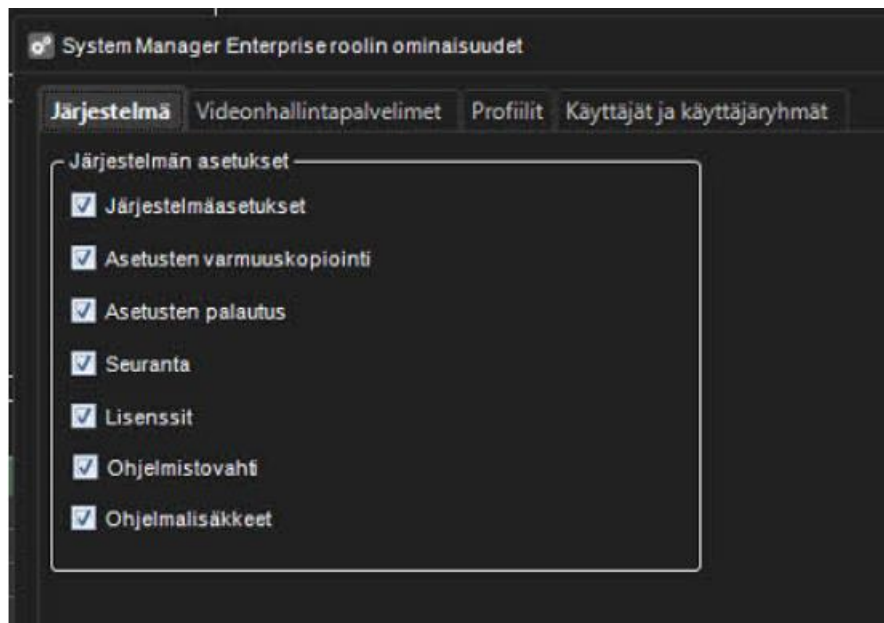 System Manager Enterprise roolin ominaisuudet
Järjestelmä Videonhallintapalvelimet Profiilit Käyttäjät ja käyttäjäryhmät
Järjestelmän asetukset
Järjestelmäasetukset
Asetusten varmuuskopiointi
Asetusten palautus
Seuranta
Lisenssit
Ohjelmistovahti
Ohjelmalisäkkeet